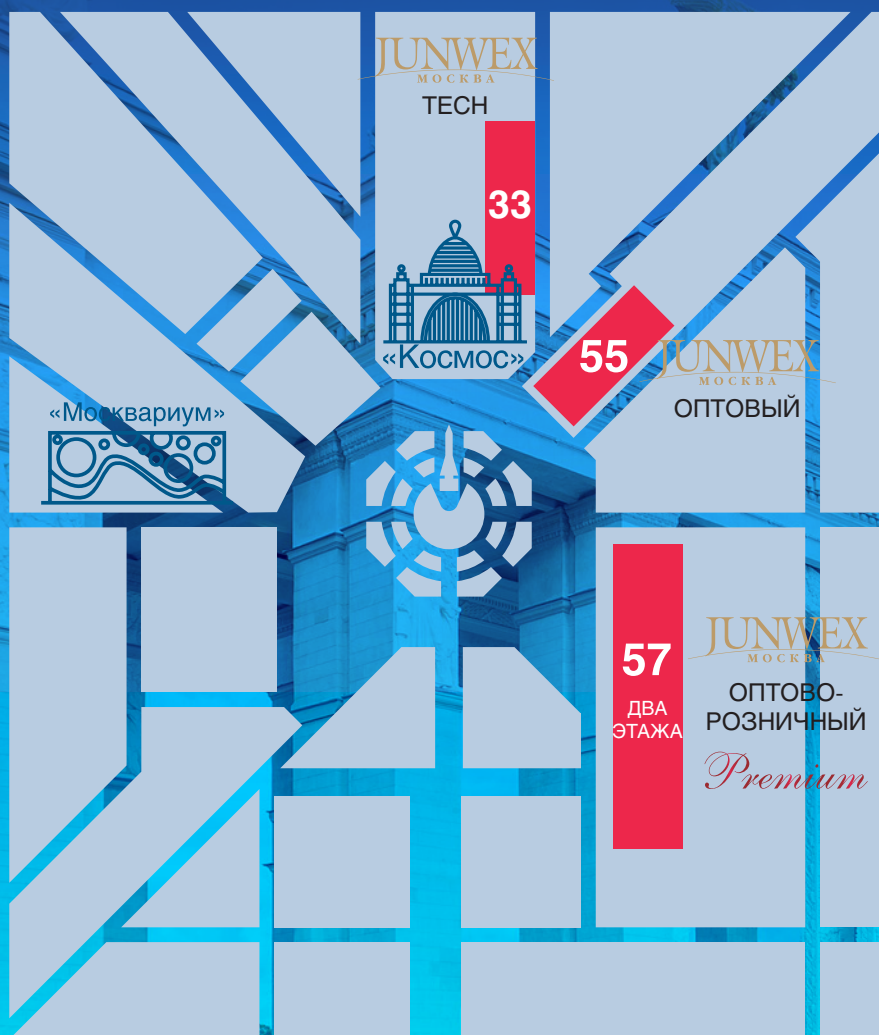 JUNWEX
МОСКВА
TECH
33
«Космос»
55
JUNWEX
МОСКВА
ОПТОВЫЙ
«Москвариум»
57
ДВА
ЭТАЖА
JUNWEX
МОСКВА
ОПТОВО-
РОЗНИЧНЫЙ
Premium